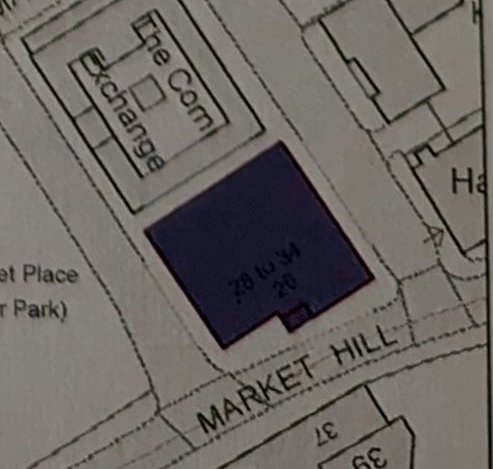 The Corn
Exchange
Ha
et Place
r Park)
28 to 34
26
MARKET HILL
37
39